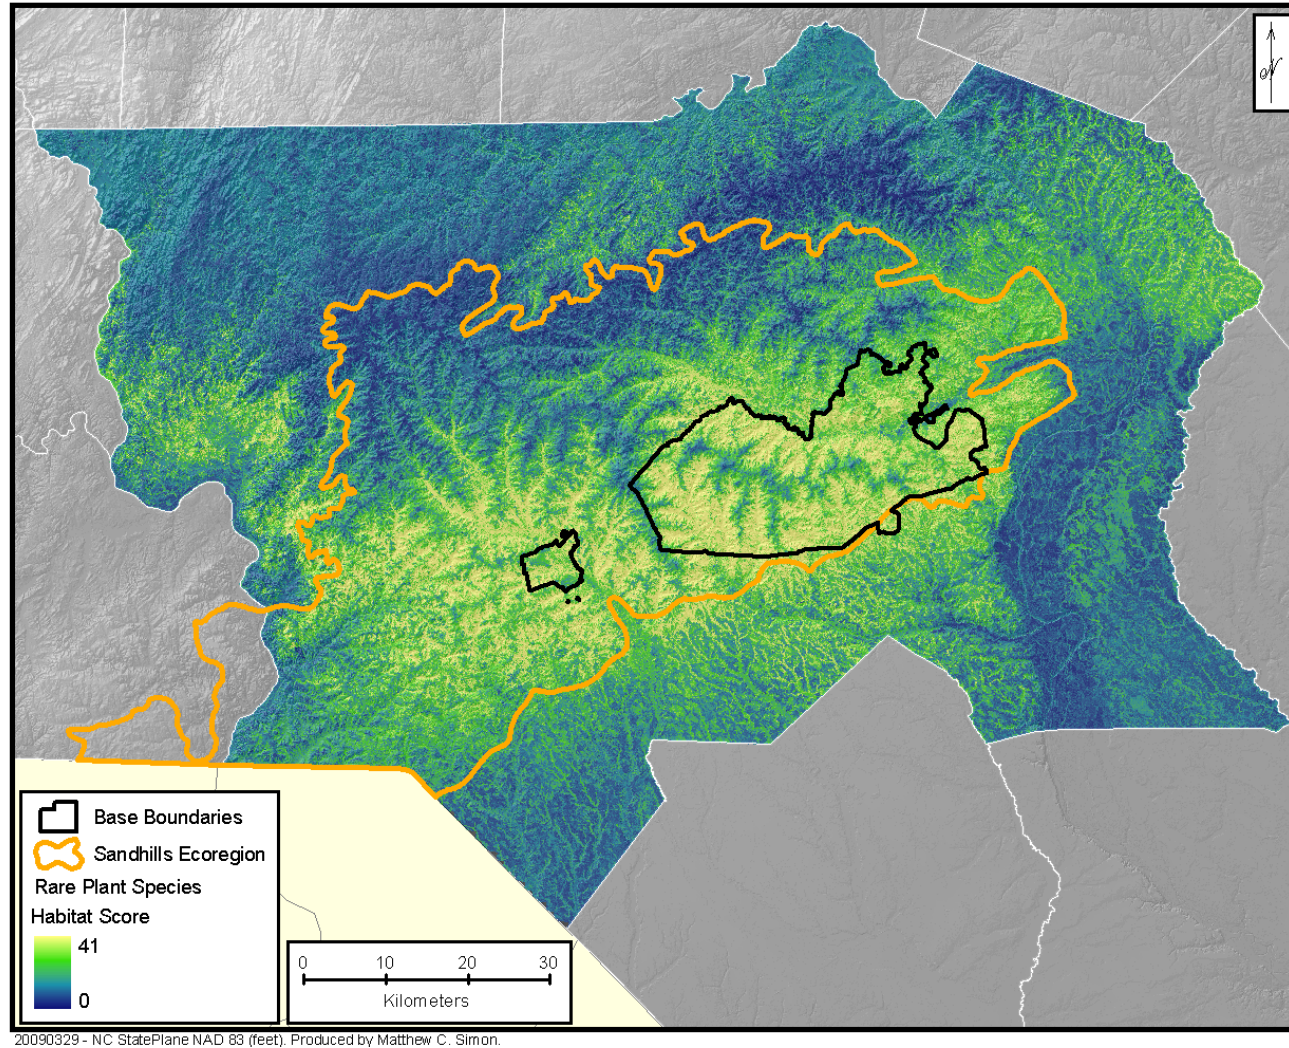 N
Base Boundaries
Sandhills Ecoregion
Rare Plant Species
Habitat Score
41
0
0 10 20 30
Kilometers
20090329 - NC StatePlane NAD 83 (feet). Produced by Matthew C. Simon.